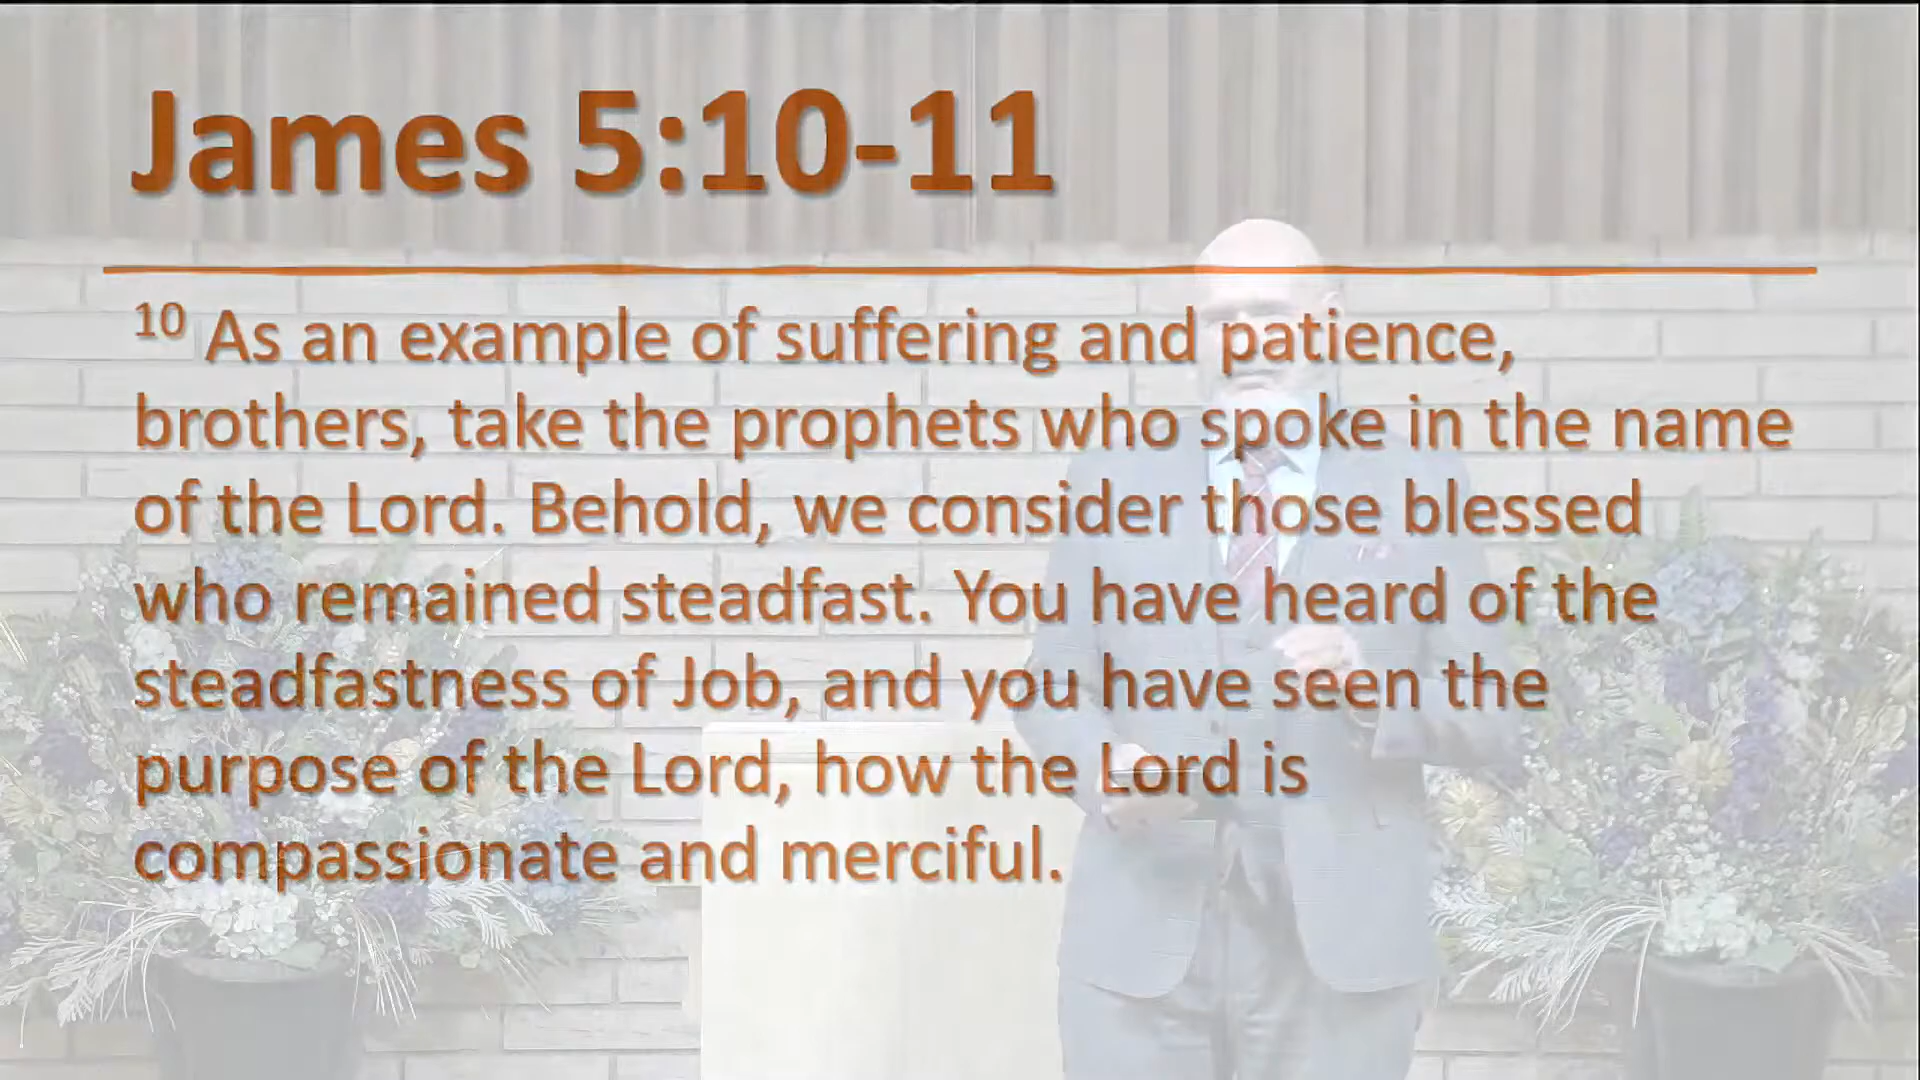 James 5:10-11
10 As an example of suffering and patience,
brothers, take the prophets who spoke in the name
of the Lord. Behold, we consider those blessed
who remained steadfast. You have heard of the
steadfastness of Job, and you have seen the
purpose of the Lord, how the Lord is
compassionate and merciful.